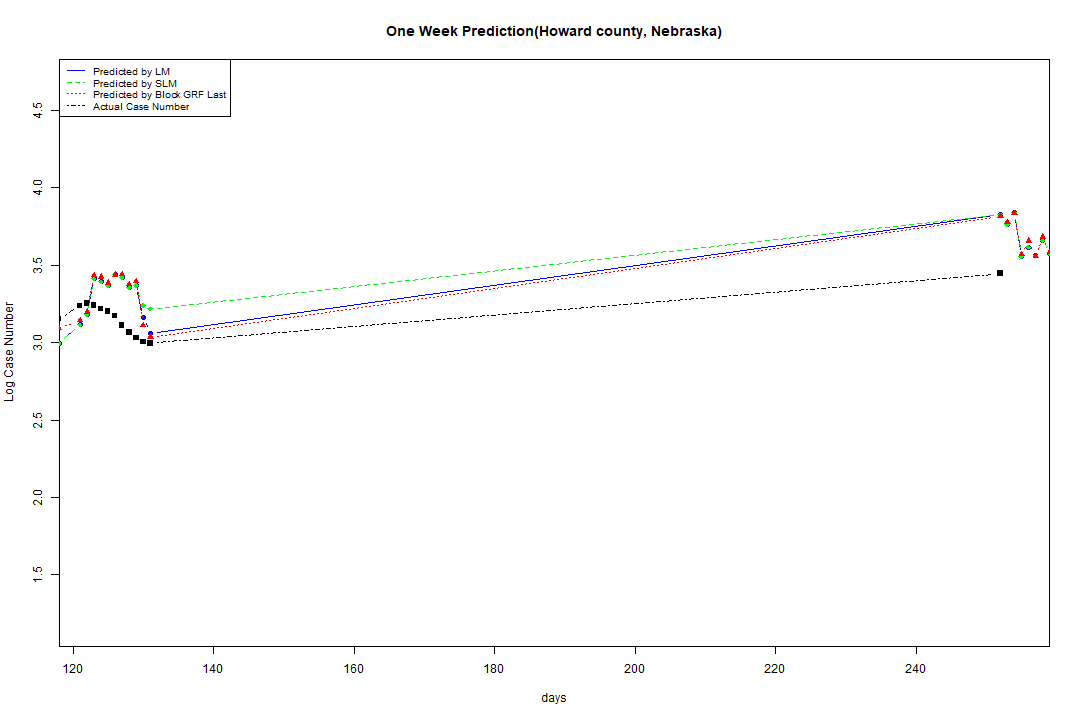 One Week Prediction(Howard county, Nebraska)
Predicted by LM
Predicted by SLM
Predicted by Block GRF Last
Actual Case Number
Log Case Number
4.5
4.0
3.5
3.0
2.5
2.0
1.5
120 140 160 180 200 220 240
days